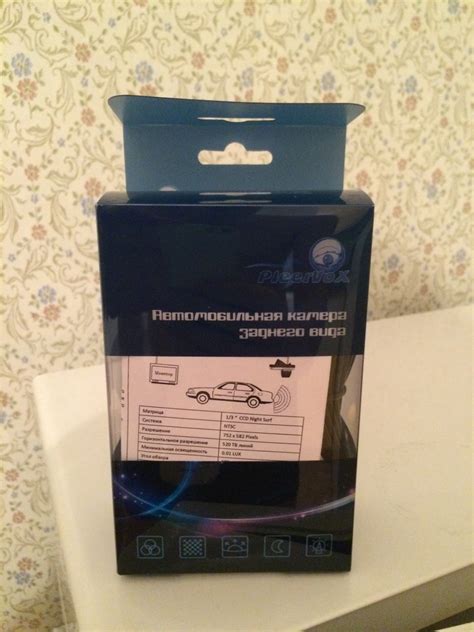 PleerVox
Автомобильная камера
заднего вида
Монитор
Матрица 1/3 " CCD Night Surf
Система NTSC
Разрешение 752 x 582 Pixels
Горизонтальное разрешение 520 ТВ линий
Минимальная освещенность 0.01 LUX
Угол обзора